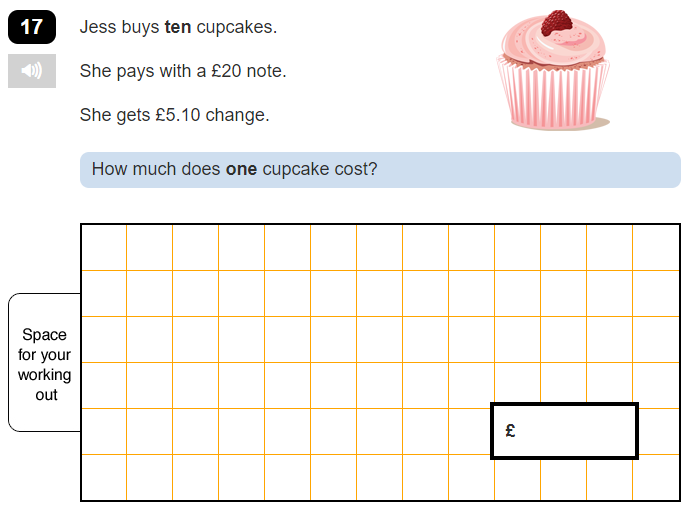 17
Jess buys ten cupcakes.
She pays with a £20 note.
She gets £5.10 change.
How much does one cupcake cost?
Space
for your
working
out
£